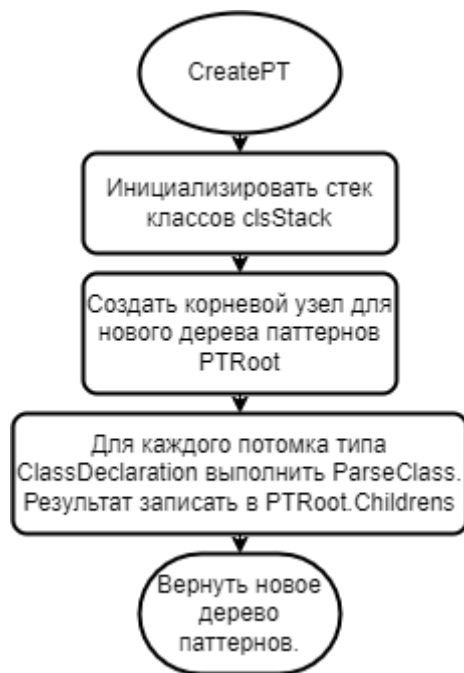 CreatePT
Инициализировать стек
классов clsStack
Создать корневой узел для
нового дерева паттернов
PTRoot
Для каждого потомка типа
ClassDeclaration выполнить ParseClass.
Результат записать в PTRoot.Childrens
Вернуть новое
дерево
паттернов.